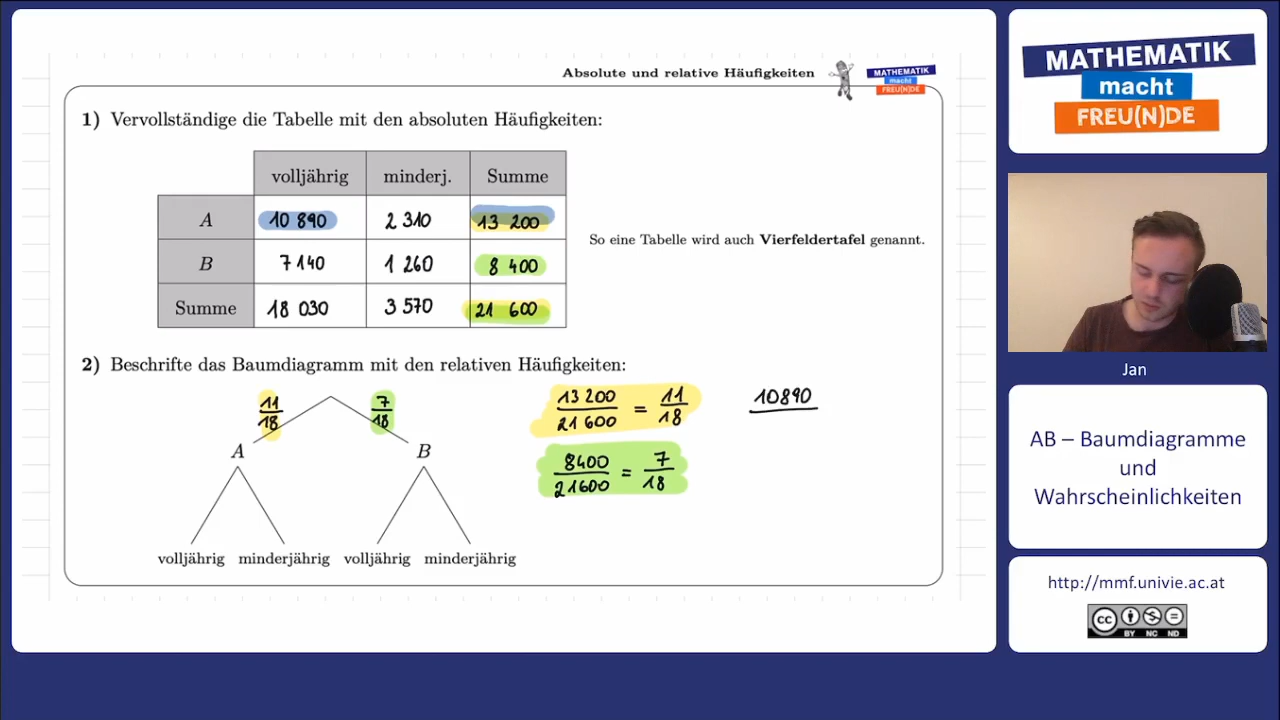 Absolute und relative Häufigkeiten
MATHEMATIK
macht
FREU(N)DE
1) Vervollständige die Tabelle mit den absoluten Häufigkeiten:
volljährig minderj. Summe
A 10 890 2 310 13 200
B 7 140 1 260 8 400
Summe 18 030 3 570 21 600
So eine Tabelle wird auch Vierfeldertafel genannt.
2) Beschrifte das Baumdiagramm mit den relativen Häufigkeiten:
11/18 7/18
A B
volljährig minderjährig volljährig minderjährig
13 200/21 600 = 11/18
8400/21600 = 7/18
10890
MATHEMATIK
macht
FREU(N)DE
Jan
AB – Baumdiagramme
und
Wahrscheinlichkeiten
http://mmf.univie.ac.at
CC BY NC ND